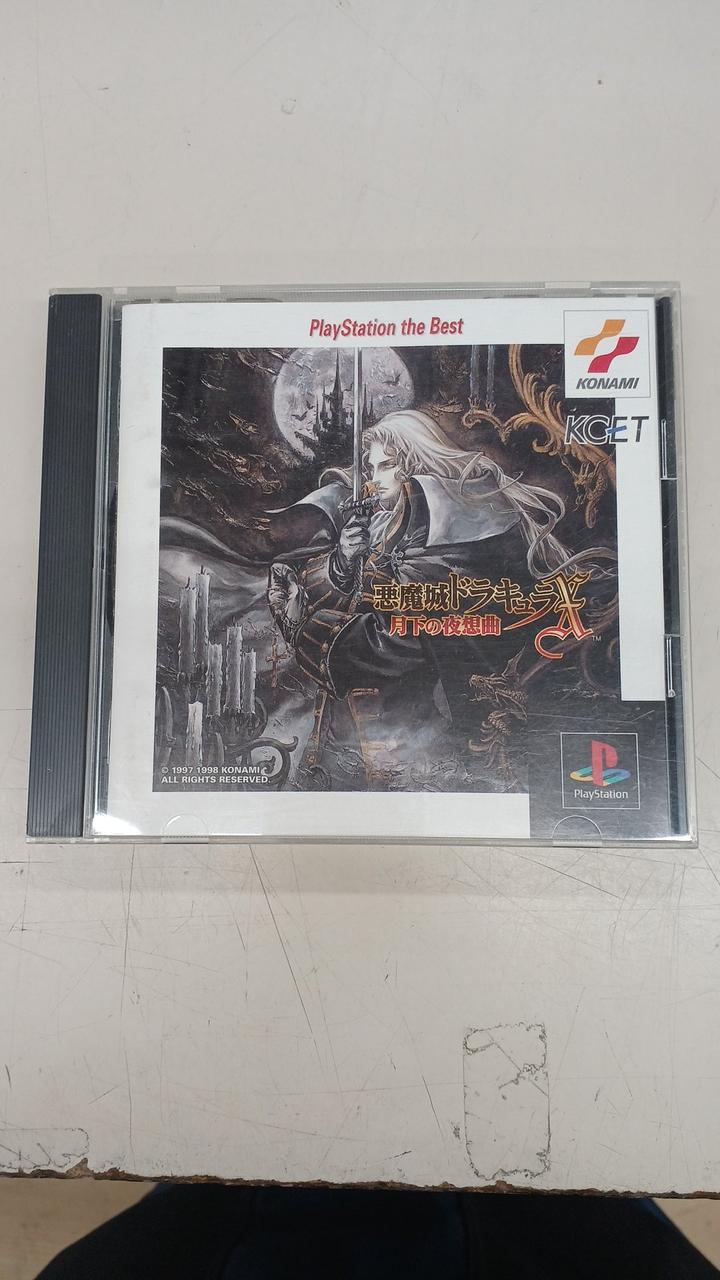 PlayStation the Best
KONAMI
KCET
悪魔城ドラキュラX
TM
月下の夜想曲
© 1997 1998 KONAMI
ALL RIGHTS RESERVED.
PlayStation